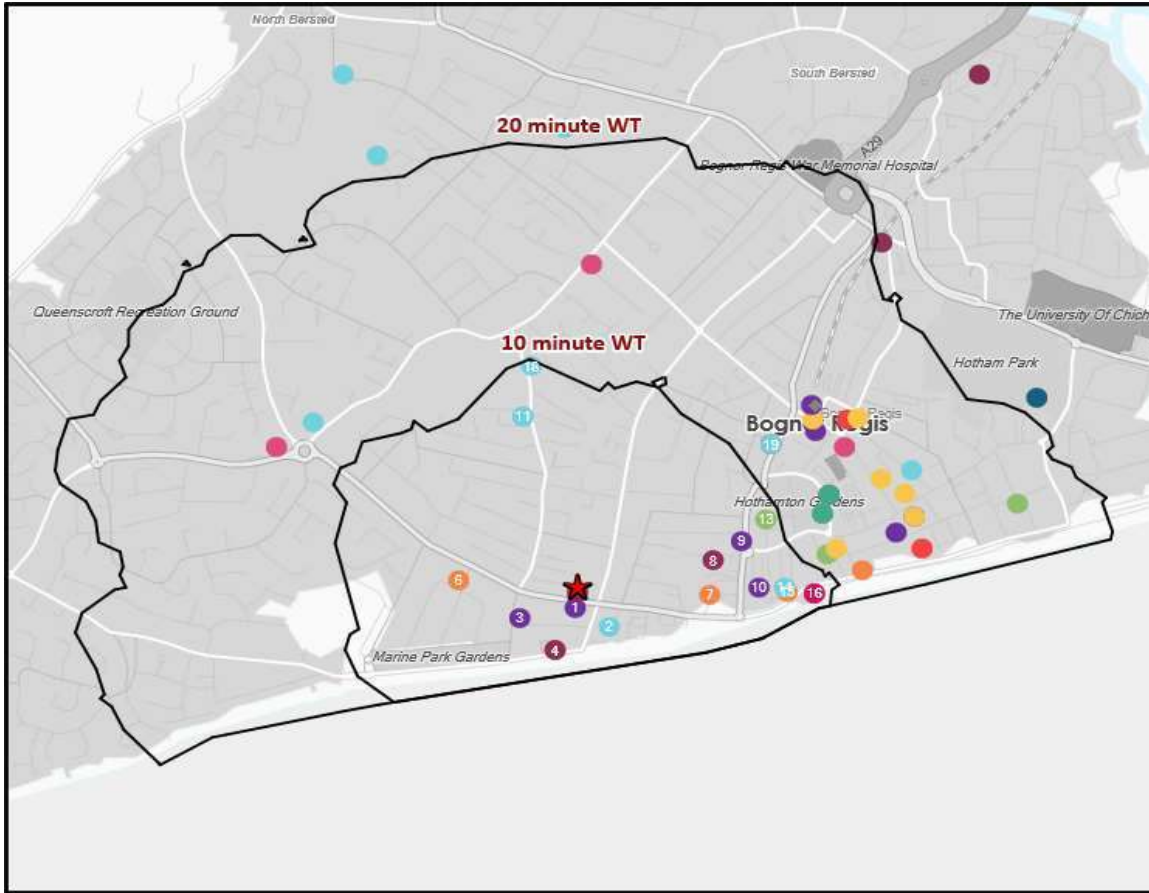 North Bersted
South Bersted
20 minute WT
A29
Bognor Regis War Memorial Hospital
Queenscroft Recreation Ground
The University Of Chich
10 minute WT
Hotham Park
18
11
Bognor Regis
19
Hothamton Gardens
13
9
8
6
7
10
16
1
3
2
4
Marine Park Gardens